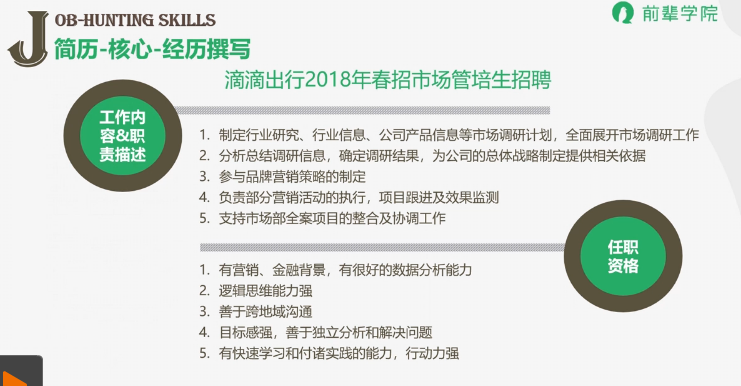 JOB-HUNTING SKILLS
前辈学院
简历-核心-经历撰写
滴滴出行2018年春招市场管培生招聘
工作内
容&职
责描述
1. 制定行业研究、行业信息、公司产品信息等市场调研计划，全面展开市场调研工作
2. 分析总结调研信息，确定调研结果，为公司的总体战略制定提供相关依据
3. 参与品牌营销策略的制定
4. 负责部分营销活动的执行，项目跟进及效果监测
5. 支持市场部全案项目的整合及协调工作
任职
资格
1. 有营销、金融背景，有很好的数据分析能力
2. 逻辑思维能力强
3. 善于跨地域沟通
4. 目标感强，善于独立分析和解决问题
5. 有快速学习和付诸实践的能力，行动力强